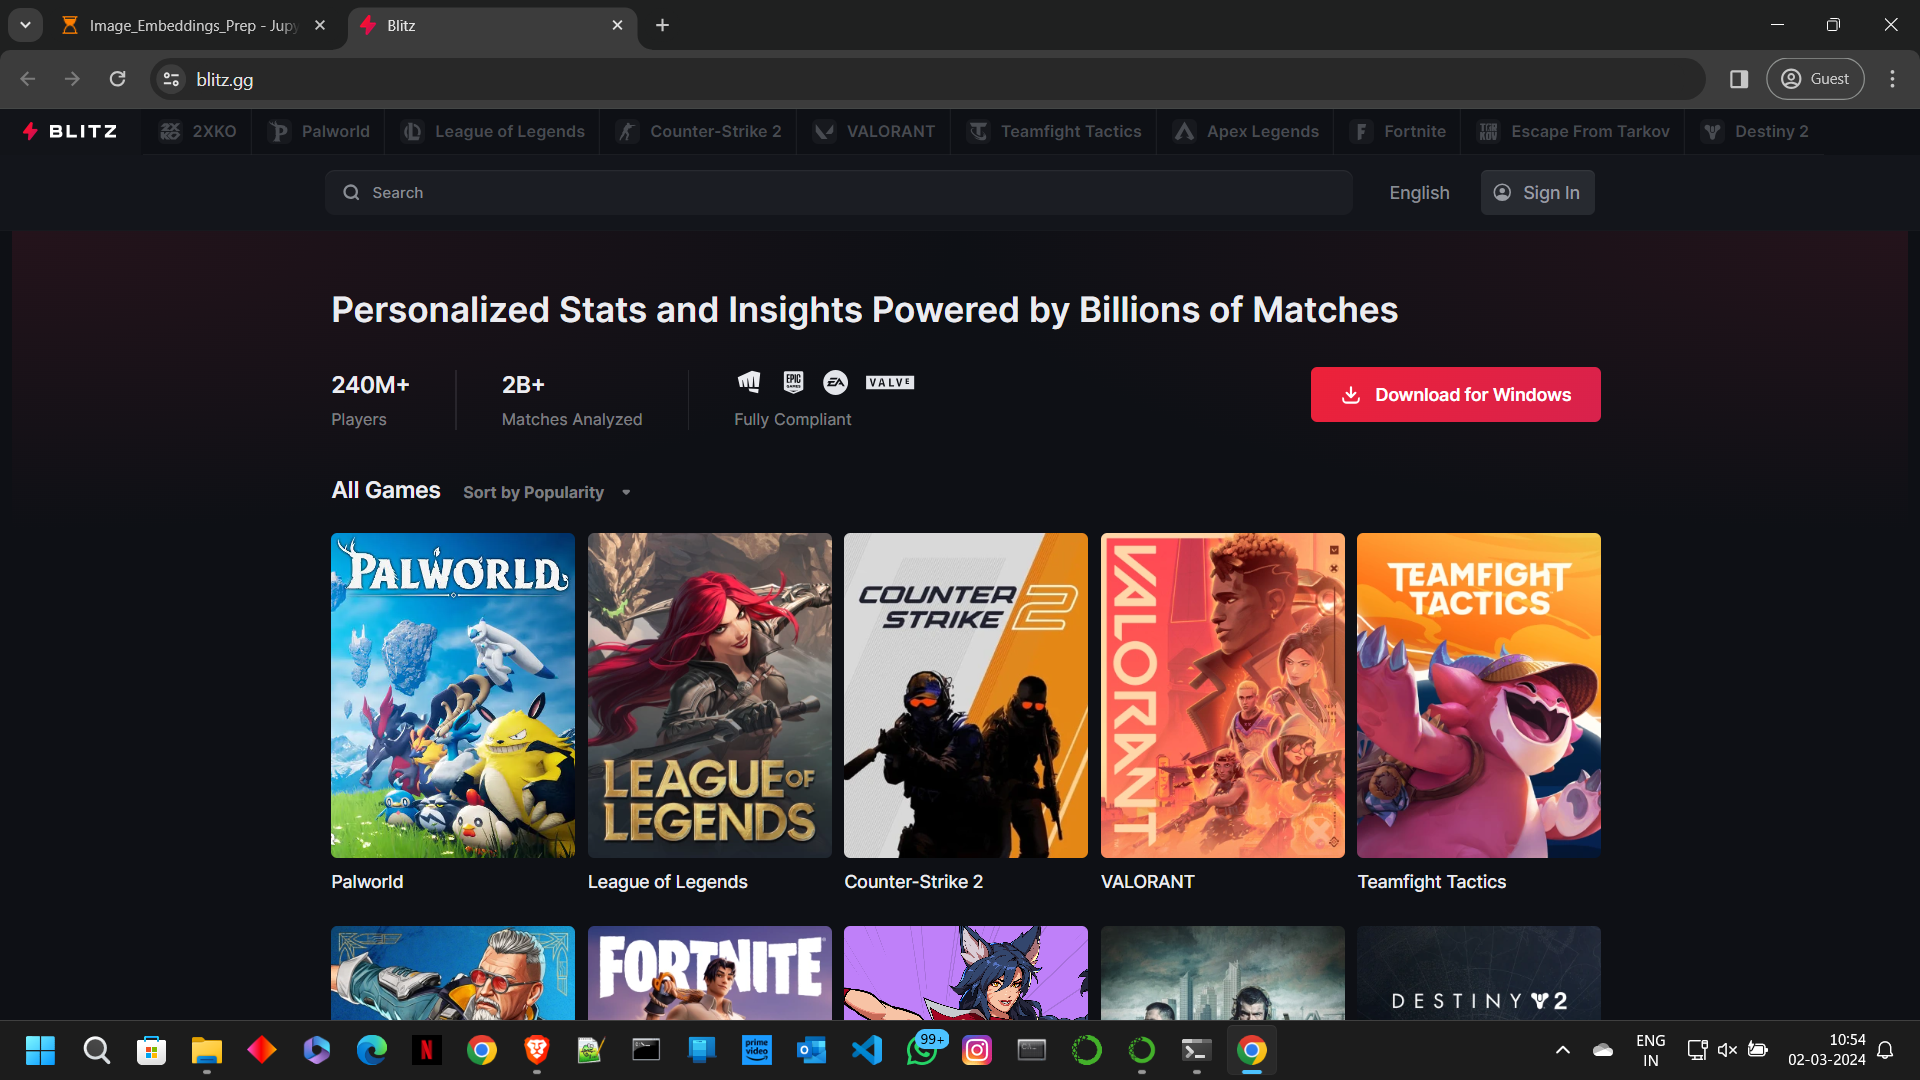 Image_Embeddings_Prep - Jupy
Blitz
blitz.gg
Guest
BLITZ
2XKO
Palworld
League of Legends
Counter-Strike 2
VALORANT
Teamfight Tactics
Apex Legends
Fortnite
Escape From Tarkov
Destiny 2
Search
English
Sign In
Personalized Stats and Insights Powered by Billions of Matches
240M+
Players
2B+
Matches Analyzed
EPIC GAMES
EA
VALVE
Fully Compliant
Download for Windows
All Games
Sort by Popularity
PALWORLD
LEAGUE OF
LEGENDS
COUNTER
STRIKE 2
VALORANT
TEAMFIGHT
TACTICS
Palworld
League of Legends
Counter-Strike 2
VALORANT
Teamfight Tactics
FORTNITE
DESTINY 2
prime
video
99+
ENG
IN
10:54
02-03-2024